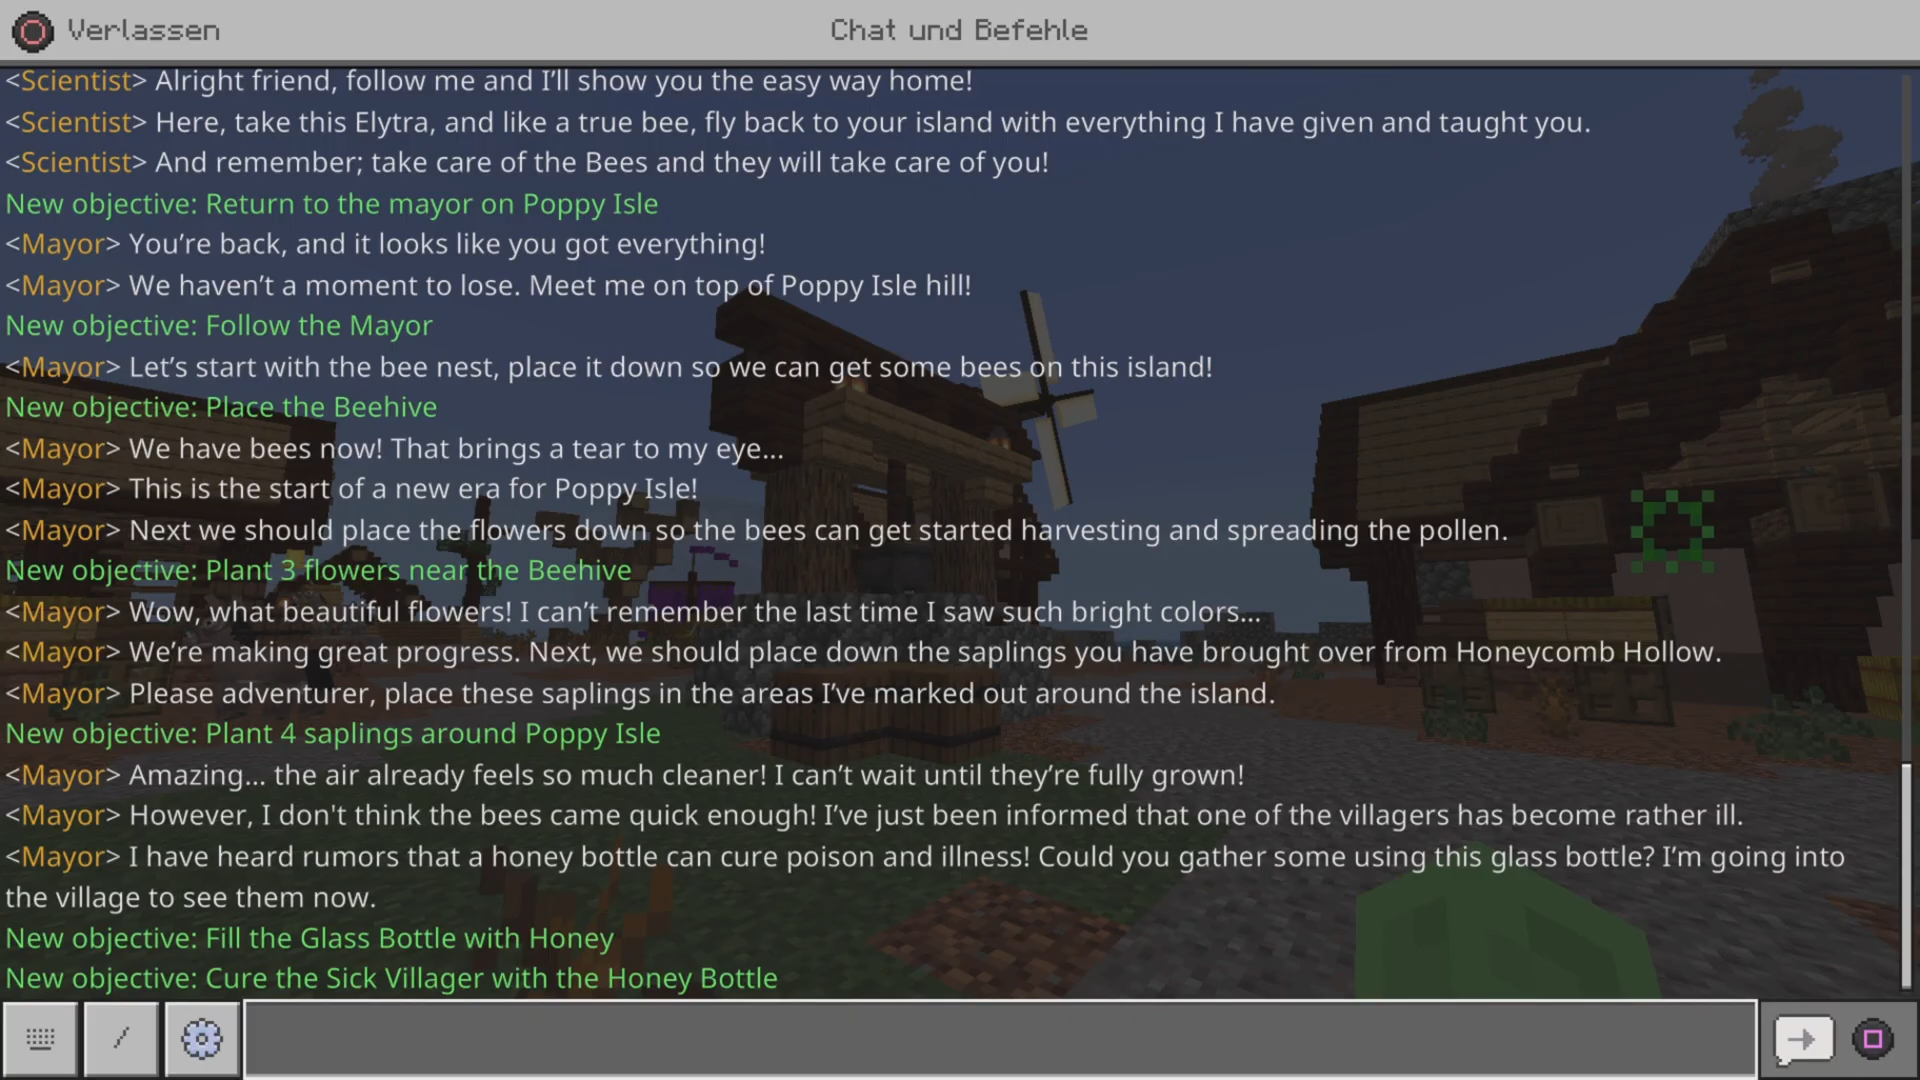 Verlassen
Chat und Befehle
<Scientist> Alright friend, follow me and I’ll show you the easy way home!
<Scientist> Here, take this Elytra, and like a true bee, fly back to your island with everything I have given and taught you.
<Scientist> And remember; take care of the Bees and they will take care of you!
New objective: Return to the mayor on Poppy Isle
<Mayor> You’re back, and it looks like you got everything!
<Mayor> We haven’t a moment to lose. Meet me on top of Poppy Isle hill!
New objective: Follow the Mayor
<Mayor> Let’s start with the bee nest, place it down so we can get some bees on this island!
New objective: Place the Beehive
<Mayor> We have bees now! That brings a tear to my eye...
<Mayor> This is the start of a new era for Poppy Isle!
<Mayor> Next we should place the flowers down so the bees can get started harvesting and spreading the pollen.
New objective: Plant 3 flowers near the Beehive
<Mayor> Wow, what beautiful flowers! I can’t remember the last time I saw such bright colors...
<Mayor> We’re making great progress. Next, we should place down the saplings you have brought over from Honeycomb Hollow.
<Mayor> Please adventurer, place these saplings in the areas I’ve marked out around the island.
New objective: Plant 4 saplings around Poppy Isle
<Mayor> Amazing... the air already feels so much cleaner! I can’t wait until they’re fully grown!
<Mayor> However, I don't think the bees came quick enough! I’ve just been informed that one of the villagers has become rather ill.
<Mayor> I have heard rumors that a honey bottle can cure poison and illness! Could you gather some using this glass bottle? I’m going into
the village to see them now.
New objective: Fill the Glass Bottle with Honey
New objective: Cure the Sick Villager with the Honey Bottle
/